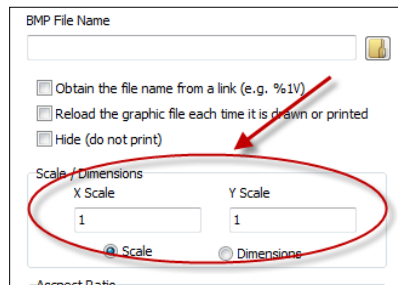 BMP File Name
Obtain the file name from a link (e.g. %1V)
Reload the graphic file each time it is drawn or printed
Hide (do not print)
Scale / Dimensions
X Scale Y Scale
1 1
Scale Dimensions
Ascpect Ratio